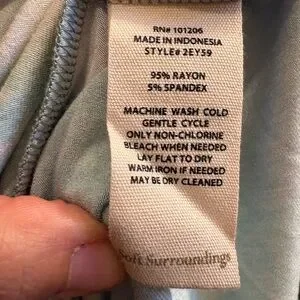 RN# 101206
MADE IN INDONESIA
STYLE# 2EY59
95% RAYON
5% SPANDEX
MACHINE WASH COLD
GENTLE CYCLE
ONLY NON-CHLORINE
BLEACH WHEN NEEDED
LAY FLAT TO DRY
WARM IRON IF NEEDED
MAY BE DRY CLEANED
Soft Surroundings